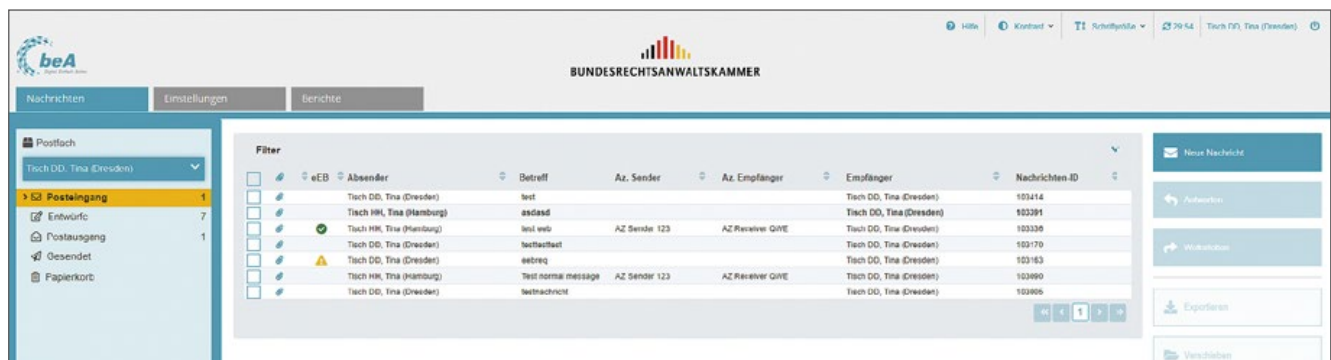 Hilfe Kontrast Schriftgröße 29:54 Tisch DD, Tina (Dresden)
beA
BUNDESRECHTSANWALTSKAMMER
Nachrichten Einstellungen Berichte
Postfach
Tisch DD, Tina (Dresden)
Posteingang 1
Entwürfe 7
Postausgang 1
Gesendet
Papierkorb
Filter
eEB Absender Betreff Az. Sender Az. Empfänger Empfänger Nachrichten-ID
Tisch DD, Tina (Dresden) test Tisch DD, Tina (Dresden) 103414
Tisch HH, Tina (Hamburg) asdasd Tisch DD, Tina (Dresden) 103391
Tisch HH, Tina (Hamburg) test web AZ Sender 123 AZ Receiver QWE Tisch DD, Tina (Dresden) 103336
Tisch DD, Tina (Dresden) testtesttest Tisch DD, Tina (Dresden) 103170
Tisch DD, Tina (Dresden) eebreq Tisch DD, Tina (Dresden) 103163
Tisch HH, Tina (Hamburg) Test normal message AZ Sender 123 AZ Receiver QWE Tisch DD, Tina (Dresden) 103090
Tisch DD, Tina (Dresden) testnachricht Tisch DD, Tina (Dresden)
1
Neue Nachricht
Antworten
Weiterleiten
Exportieren
Verschieben